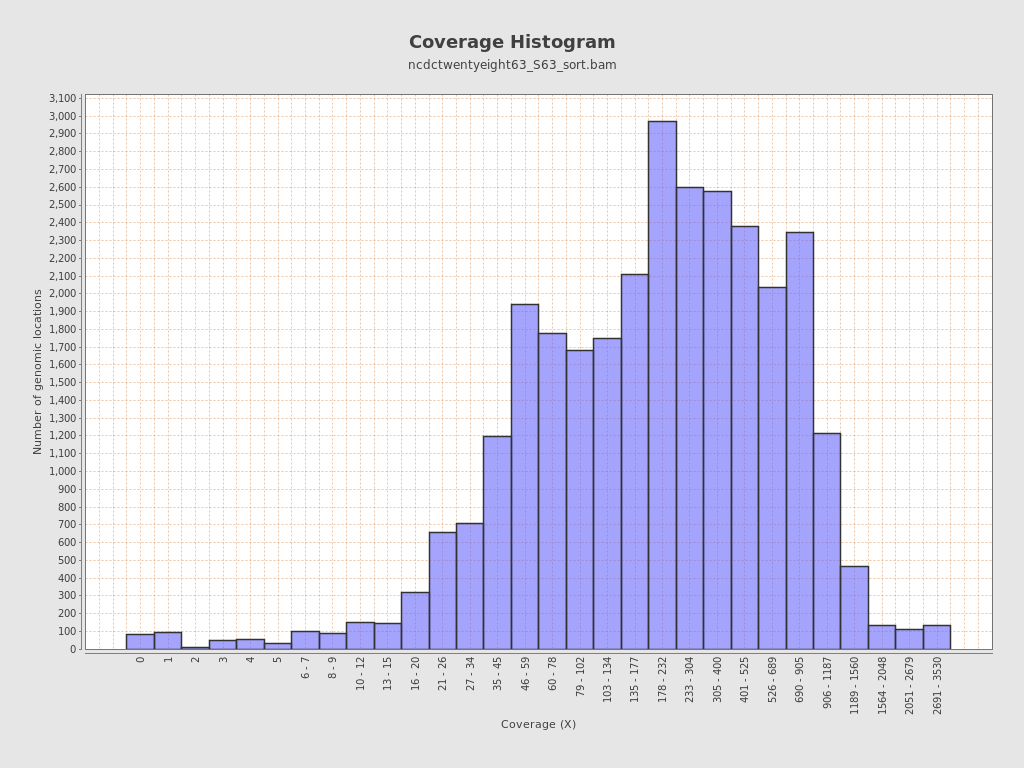 Coverage Histogram
ncdctwentyeight63_S63_sort.bam
3,100
3,000
2,900
2,800
2,700
2,600
2,500
2,400
2,300
2,200
2,100
2,000
1,900
1,800
1,700
1,600
1,500
1,400
1,300
1,200
1,100
1,000
900
800
700
600
500
400
300
200
100
0
Number of genomic locations
0
1
2
3
4
5
6 - 7
8 - 9
10 - 12
13 - 15
16 - 20
21 - 26
27 - 34
35 - 45
46 - 59
60 - 78
79 - 102
103 - 134
135 - 177
178 - 232
233 - 304
305 - 400
401 - 525
526 - 689
690 - 905
906 - 1187
1189 - 1560
1564 - 2048
2051 - 2679
2691 - 3530
Coverage (X)